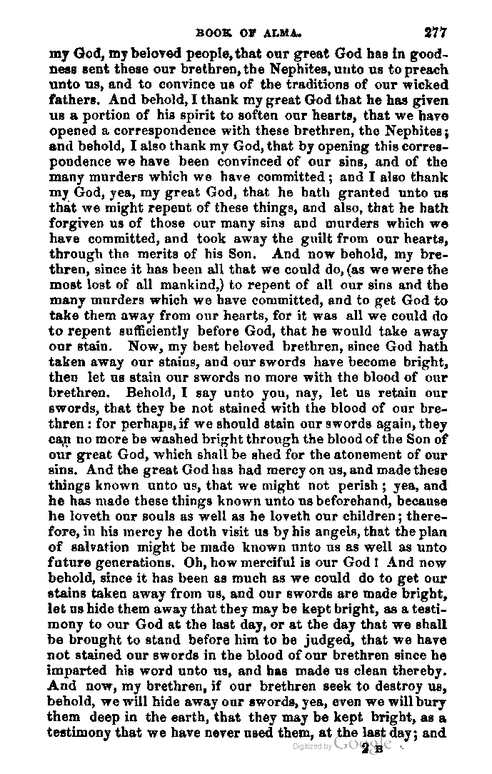 BOOK OF ALMA. 277
my God, my beloved people, that our great God has in good-
ness sent these our brethren, the Nephites, unto us to preach
unto us, and to convince us of the traditions of our wicked
fathers. And behold, I thank my great God that he has given
us a portion of his spirit to soften our hearts, that we have
opened a correspondence with these brethren, the Nephites;
and behold, I also thank my God, that by opening this corres-
pondence we have been convinced of our sins, and of the
many murders which we have committed; and I also thank
my God, yea, my great God, that he hath granted unto us
that we might repent of these things, and also, that he hath
forgiven us of those our many sins and murders which we
have committed, and took away the guilt from our hearts,
through the merits of his Son. And now behold, my bre-
thren, since it has been all that we could do, (as we were the
most lost of all mankind,) to repent of all our sins and the
many murders which we have committed, and to get God to
take them away from our hearts, for it was all we could do
to repent sufficiently before God, that he would take away
our stain. Now, my best beloved brethren, since God hath
taken away our stains, and our swords have become bright,
then let us stain our swords no more with the blood of our
brethren. Behold, I say unto you, nay, let us retain our
swords, that they be not stained with the blood of our bre-
thren: for perhaps, if we should stain our swords again, they
can no more be washed bright through the blood of the Son of
our great God, which shall be shed for the atonement of our
sins. And the great God has had mercy on us, and made these
things known unto us, that we might not perish; yea, and
he has made these things known unto us beforehand, because
he loveth our souls as well as he loveth our children; there-
fore, in his mercy he doth visit us by his angels, that the plan
of salvation might be made known unto us as well as unto
future generations. Oh, how merciful is our God! And now
behold, since it has been as much as we could do to get our
stains taken away from us, and our swords are made bright,
let us hide them away that they may be kept bright, as a testi-
mony to our God at the last day, or at the day that we shall
be brought to stand before him to be judged, that we have
not stained our swords in the blood of our brethren since he
imparted his word unto us, and has made us clean thereby.
And now, my brethren, if our brethren seek to destroy us,
behold, we will hide away our swords, yea, even we will bury
them deep in the earth, that they may be kept bright, as a
testimony that we have never used them, at the last day; and
2 B
Digitized by Google